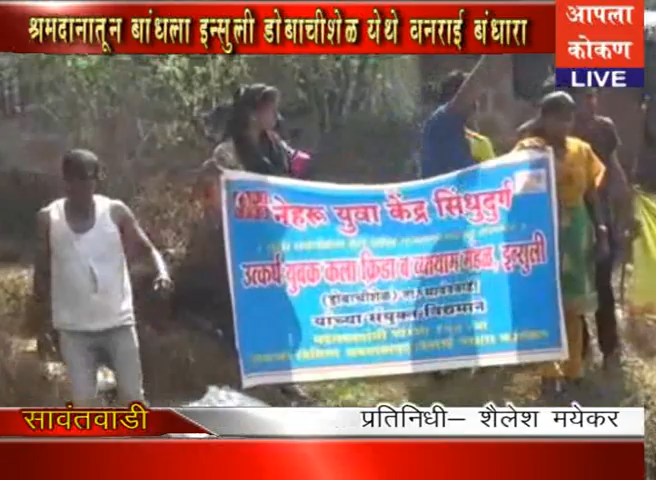 श्रमदानातून बांधला इन्सुली डोबाचीशेळ येथे वनराई बंधारा
आपला
कोकण
LIVE
नेहरू युवा केंद्र सिंधुदुर्ग
उत्कर्ष युवक कला क्रिडा व व्यायाम मंडळ, इन्सुली
(डोबाचीशेळ) ता. सावंतवाडी
यांच्या संयुक्त विद्यमाने
सावंतवाडी
प्रतिनिधी– शैलेश मयेकर